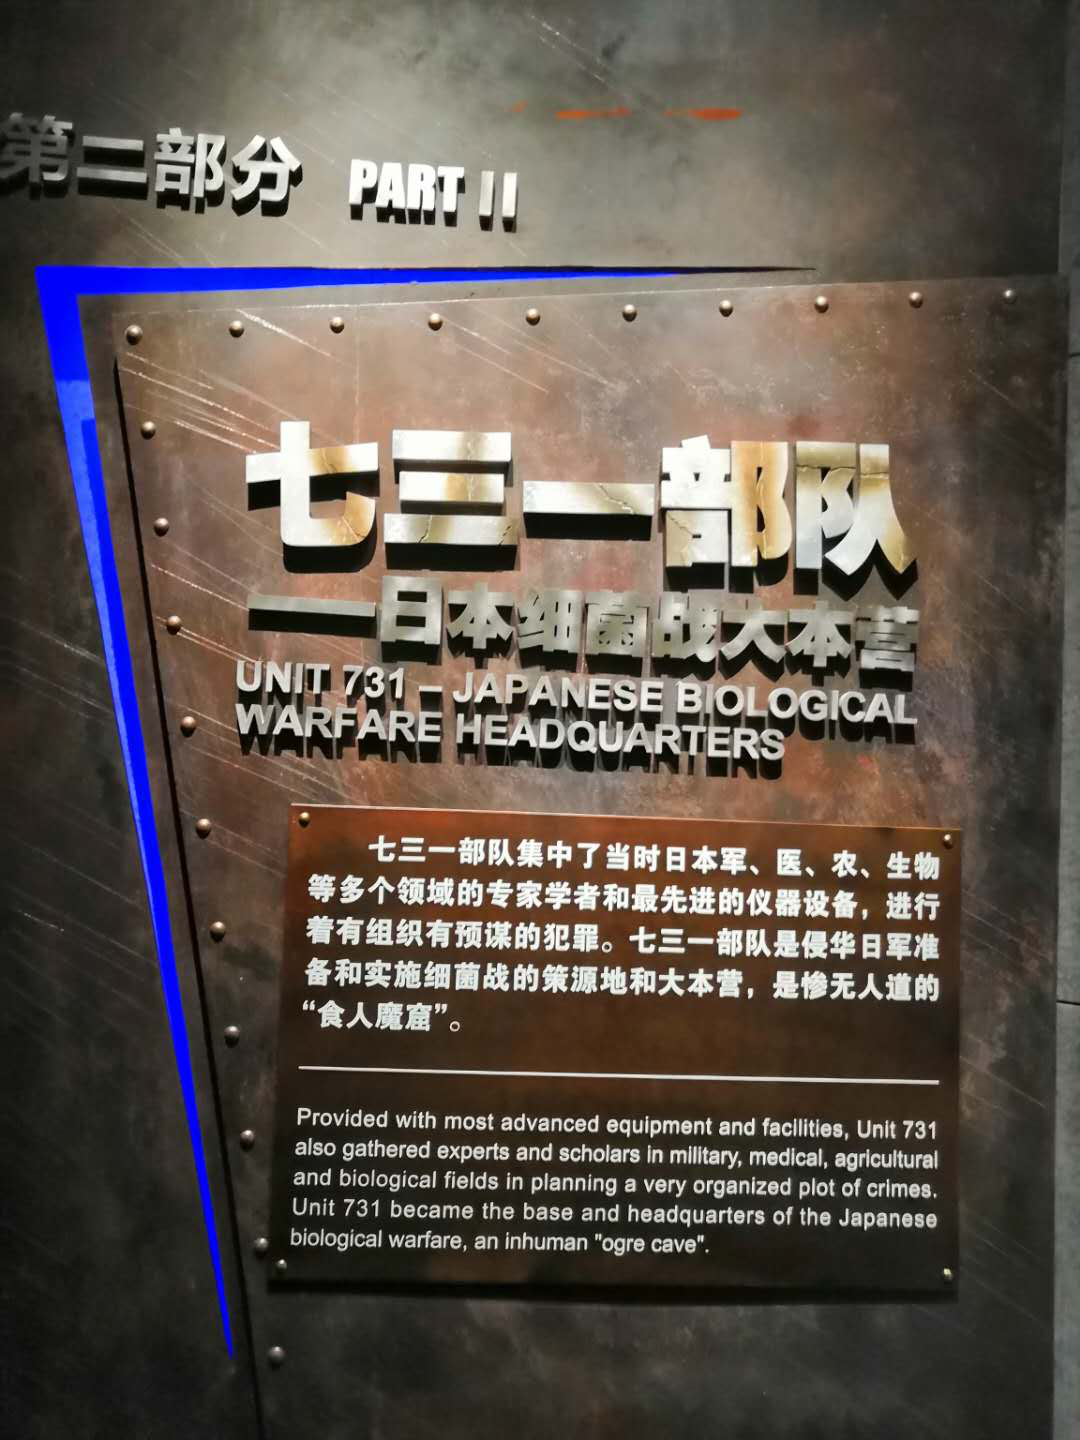 第二部分 PART II
七三一部队
—日本细菌战大本营
UNIT 731 – JAPANESE BIOLOGICAL
WARFARE HEADQUARTERS
七三一部队集中了当时日本军、医、农、生物
等多个领域的专家学者和最先进的仪器设备，进行
着有组织有预谋的犯罪。七三一部队是侵华日军准
备和实施细菌战的策源地和大本营，是惨无人道的
“食人魔窟”。
Provided with most advanced equipment and facilities, Unit 731
also gathered experts and scholars in military, medical, agricultural
and biological fields in planning a very organized plot of crimes.
Unit 731 became the base and headquarters of the Japanese
biological warfare, an inhuman "ogre cave".